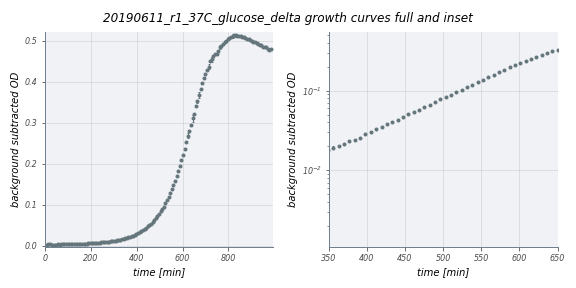 20190611_r1_37C_glucose_delta growth curves full and inset
background subtracted OD
0.5
0.4
0.3
0.2
0.1
0.0
0 200 400 600 800
time [min]
background subtracted OD
10⁻¹
10⁻²
350 400 450 500 550 600 650
time [min]